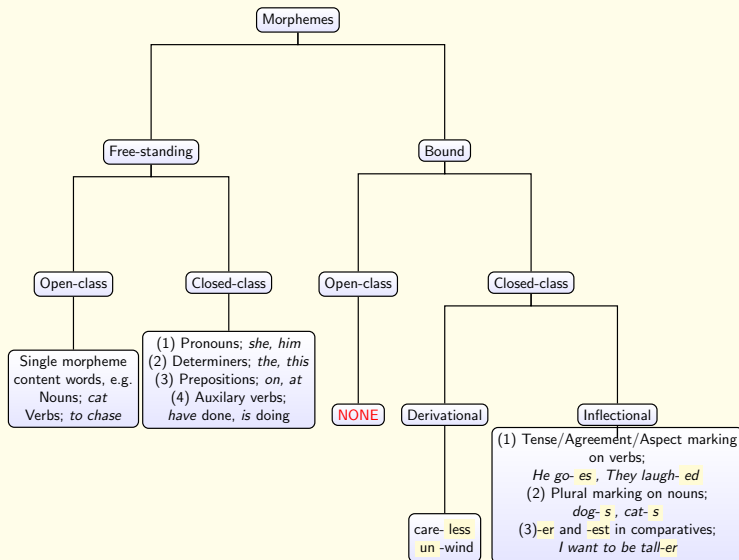 Morphemes
Free-standing
Bound
Open-class
Closed-class
Open-class
Closed-class
Single morpheme
content words, e.g.
Nouns; cat
Verbs; to chase
(1) Pronouns; she, him
(2) Determiners; the, this
(3) Prepositions; on, at
(4) Auxilary verbs;
have done, is doing
NONE
Derivational
Inflectional
care- less
un -wind
(1) Tense/Agreement/Aspect marking
on verbs;
He go- es , They laugh- ed
(2) Plural marking on nouns;
dog- s , cat- s
(3)-er and -est in comparatives;
I want to be tall-er